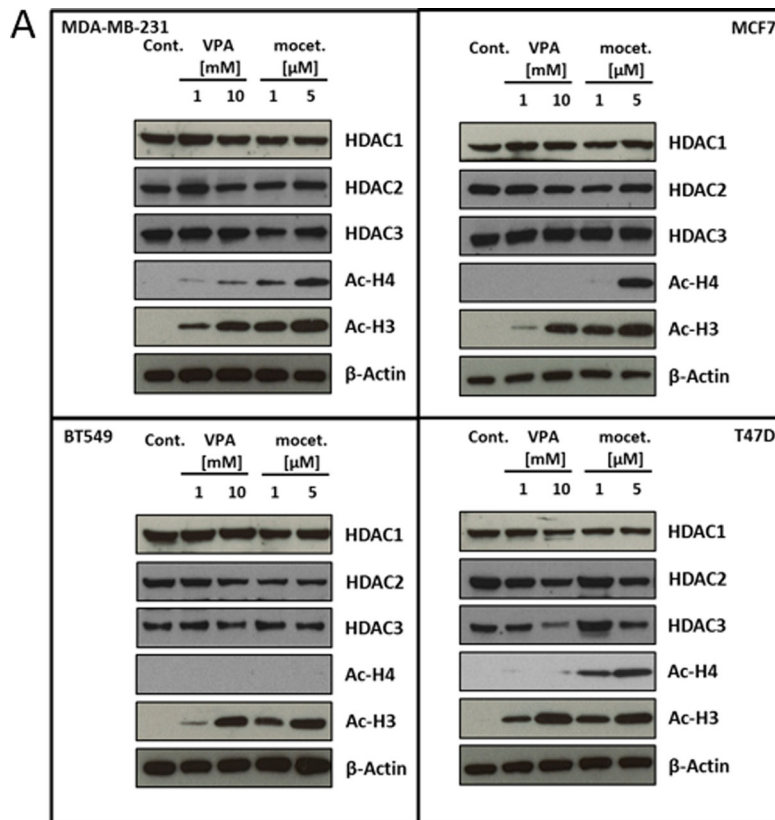 A
MDA-MB-231
Cont. VPA mocet.
[mM] [µM]
1 10 1 5
HDAC1
HDAC2
HDAC3
Ac-H4
Ac-H3
β-Actin
MCF7
Cont. VPA mocet.
[mM] [µM]
1 10 1 5
HDAC1
HDAC2
HDAC3
Ac-H4
Ac-H3
β-Actin
BT549
Cont. VPA mocet.
[mM] [µM]
1 10 1 5
HDAC1
HDAC2
HDAC3
Ac-H4
Ac-H3
β-Actin
T47D
Cont. VPA mocet.
[mM] [µM]
1 10 1 5
HDAC1
HDAC2
HDAC3
Ac-H4
Ac-H3
β-Actin